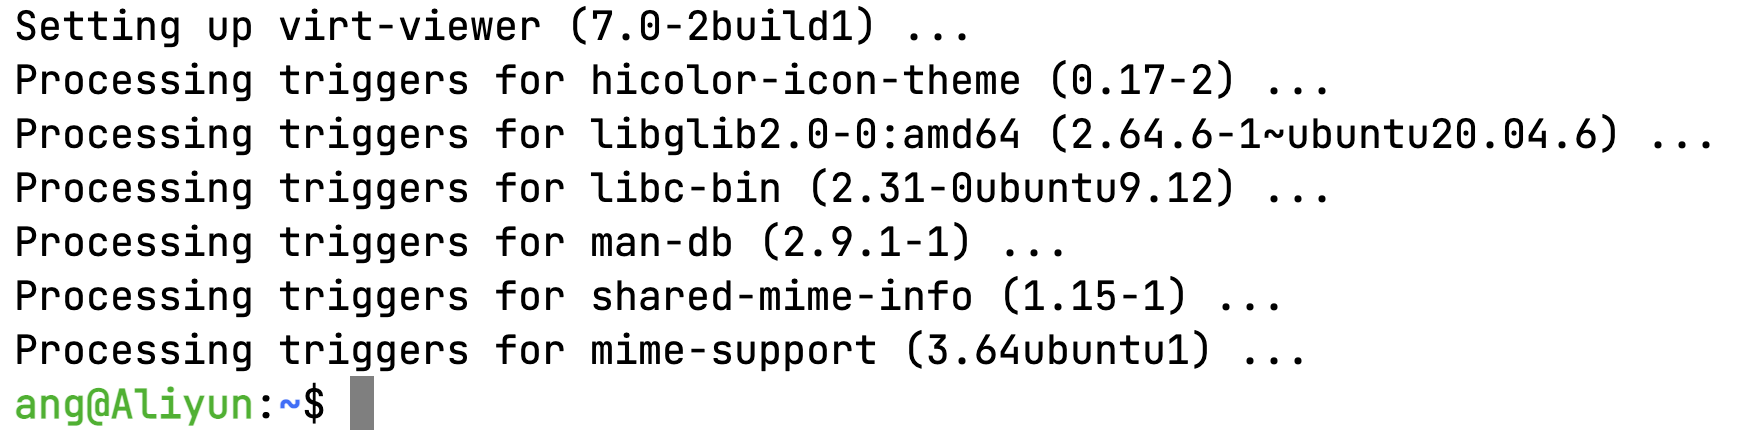 Setting up virt-viewer (7.0-2build1) ...
Processing triggers for hicolor-icon-theme (0.17-2) ...
Processing triggers for libglib2.0-0:amd64 (2.64.6-1~ubuntu20.04.6) ...
Processing triggers for libc-bin (2.31-0ubuntu9.12) ...
Processing triggers for man-db (2.9.1-1) ...
Processing triggers for shared-mime-info (1.15-1) ...
Processing triggers for mime-support (3.64ubuntu1) ...
ang@Aliyun:~$